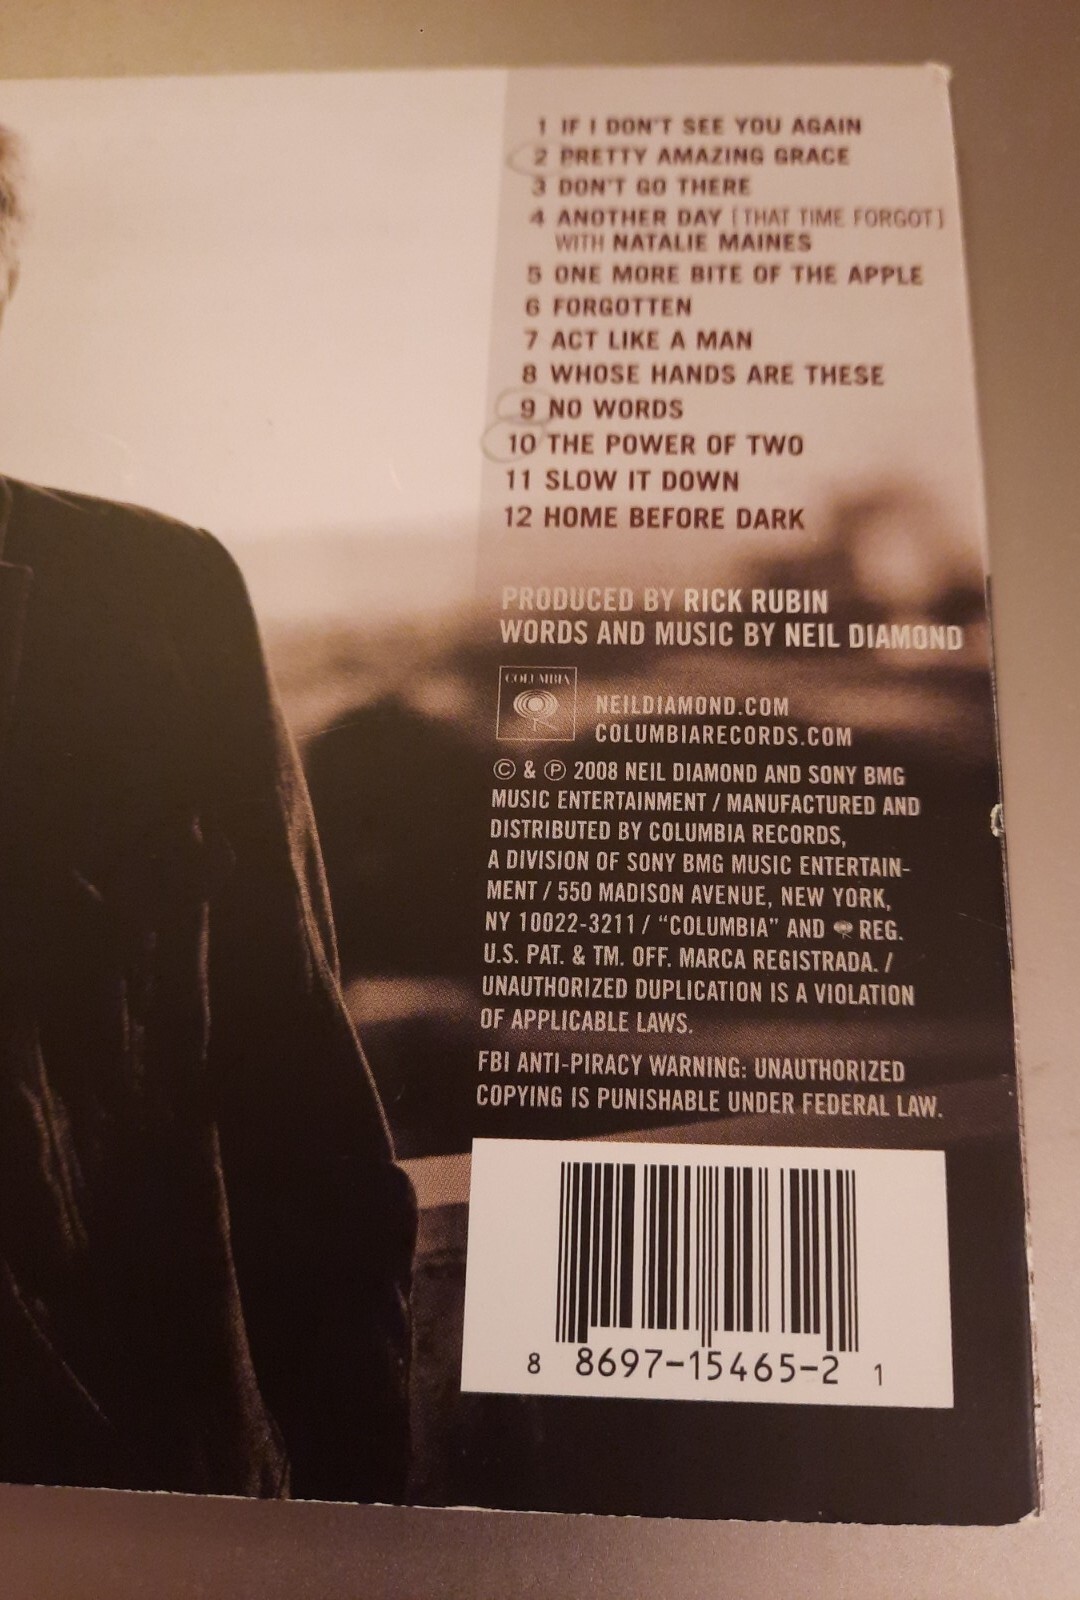 1 IF I DON'T SEE YOU AGAIN
2 PRETTY AMAZING GRACE
3 DON'T GO THERE
4 ANOTHER DAY [THAT TIME FORGOT]
WITH NATALIE MAINES
5 ONE MORE BITE OF THE APPLE
6 FORGOTTEN
7 ACT LIKE A MAN
8 WHOSE HANDS ARE THESE
9 NO WORDS
10 THE POWER OF TWO
11 SLOW IT DOWN
12 HOME BEFORE DARK
PRODUCED BY RICK RUBIN
WORDS AND MUSIC BY NEIL DIAMOND
COLUMBIA
NEILDIAMOND.COM
COLUMBIARECORDS.COM
© & ℗ 2008 NEIL DIAMOND AND SONY BMG
MUSIC ENTERTAINMENT / MANUFACTURED AND
DISTRIBUTED BY COLUMBIA RECORDS,
A DIVISION OF SONY BMG MUSIC ENTERTAIN-
MENT / 550 MADISON AVENUE, NEW YORK,
NY 10022-3211 / "COLUMBIA" AND REG.
U.S. PAT. & TM. OFF. MARCA REGISTRADA. /
UNAUTHORIZED DUPLICATION IS A VIOLATION
OF APPLICABLE LAWS.
FBI ANTI-PIRACY WARNING: UNAUTHORIZED
COPYING IS PUNISHABLE UNDER FEDERAL LAW.
8 8697-15465-2 1